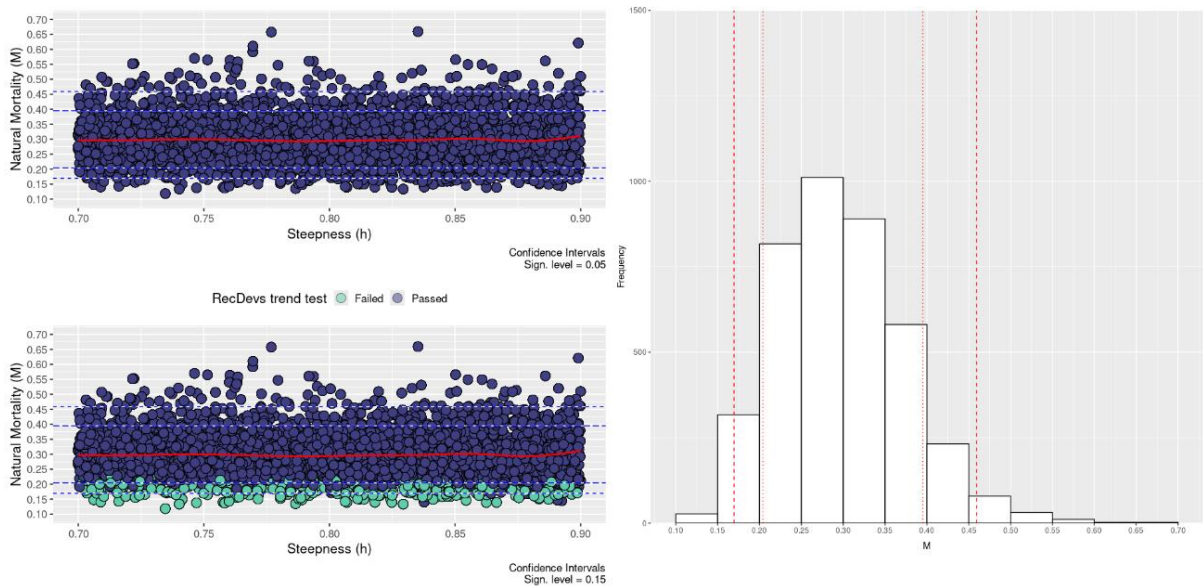 0.70
0.65
0.60
0.55
0.50
0.45
0.40
0.35
0.30
0.25
0.20
0.15
0.10
Natural Mortality (M)
0.70 0.75 0.80 0.85 0.90
Steepness (h)
Confidence Intervals
Sign. level = 0.05
RecDevs trend test Failed Passed
0.70
0.65
0.60
0.55
0.50
0.45
0.40
0.35
0.30
0.25
0.20
0.15
0.10
Natural Mortality (M)
0.70 0.75 0.80 0.85 0.90
Steepness (h)
Confidence Intervals
Sign. level = 0.15
1500
1000
500
0
Frequency
0.10 0.15 0.20 0.25 0.30 0.35 0.40 0.45 0.50 0.55 0.60 0.65 0.70
M